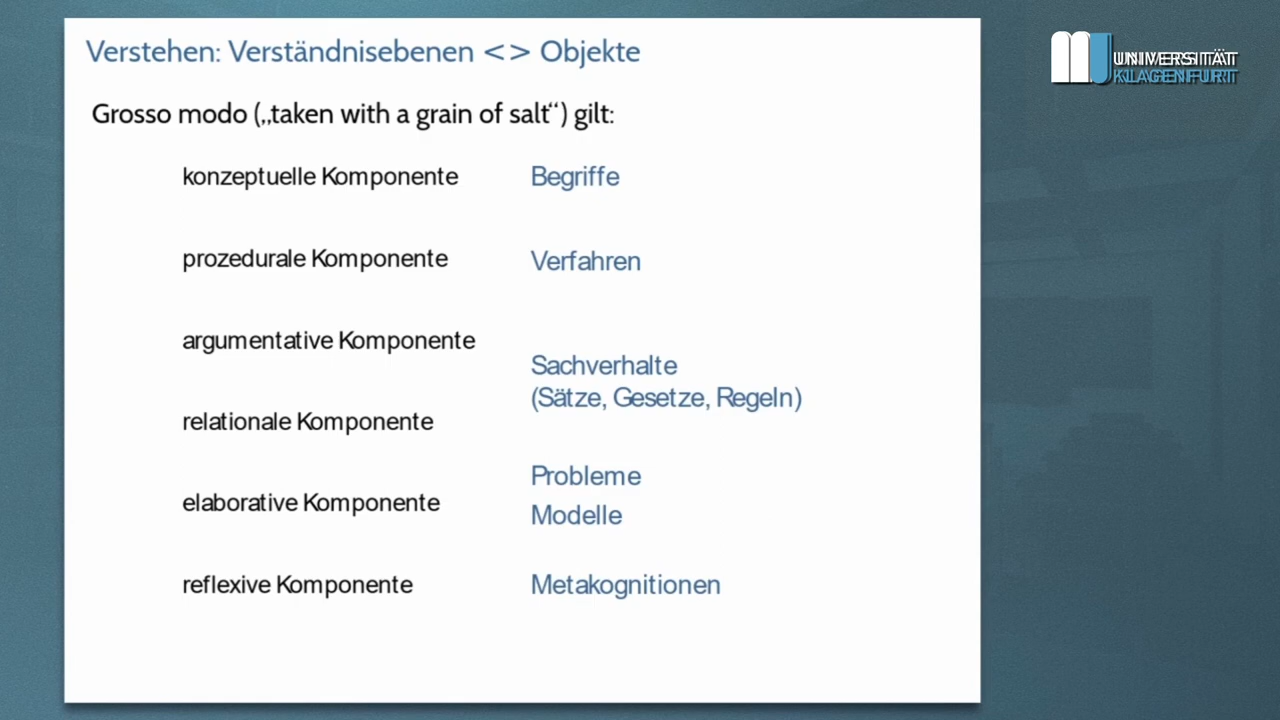 Verstehen: Verständnisebenen <> Objekte
Grosso modo („taken with a grain of salt“) gilt:
konzeptuelle Komponente Begriffe
prozedurale Komponente Verfahren
argumentative Komponente
Sachverhalte
(Sätze, Gesetze, Regeln)
relationale Komponente
Probleme
elaborative Komponente
Modelle
reflexive Komponente Metakognitionen
UNIVERSITÄT
KLAGENFURT